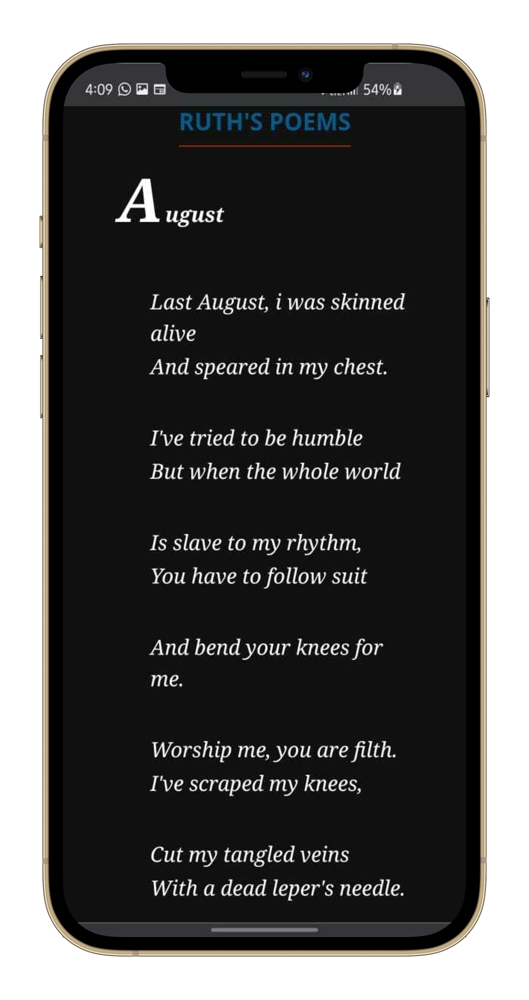 4:09
54%
RUTH'S POEMS
August
Last August, i was skinned
alive
And speared in my chest.
I've tried to be humble
But when the whole world
Is slave to my rhythm,
You have to follow suit
And bend your knees for
me.
Worship me, you are filth.
I've scraped my knees,
Cut my tangled veins
With a dead leper's needle.